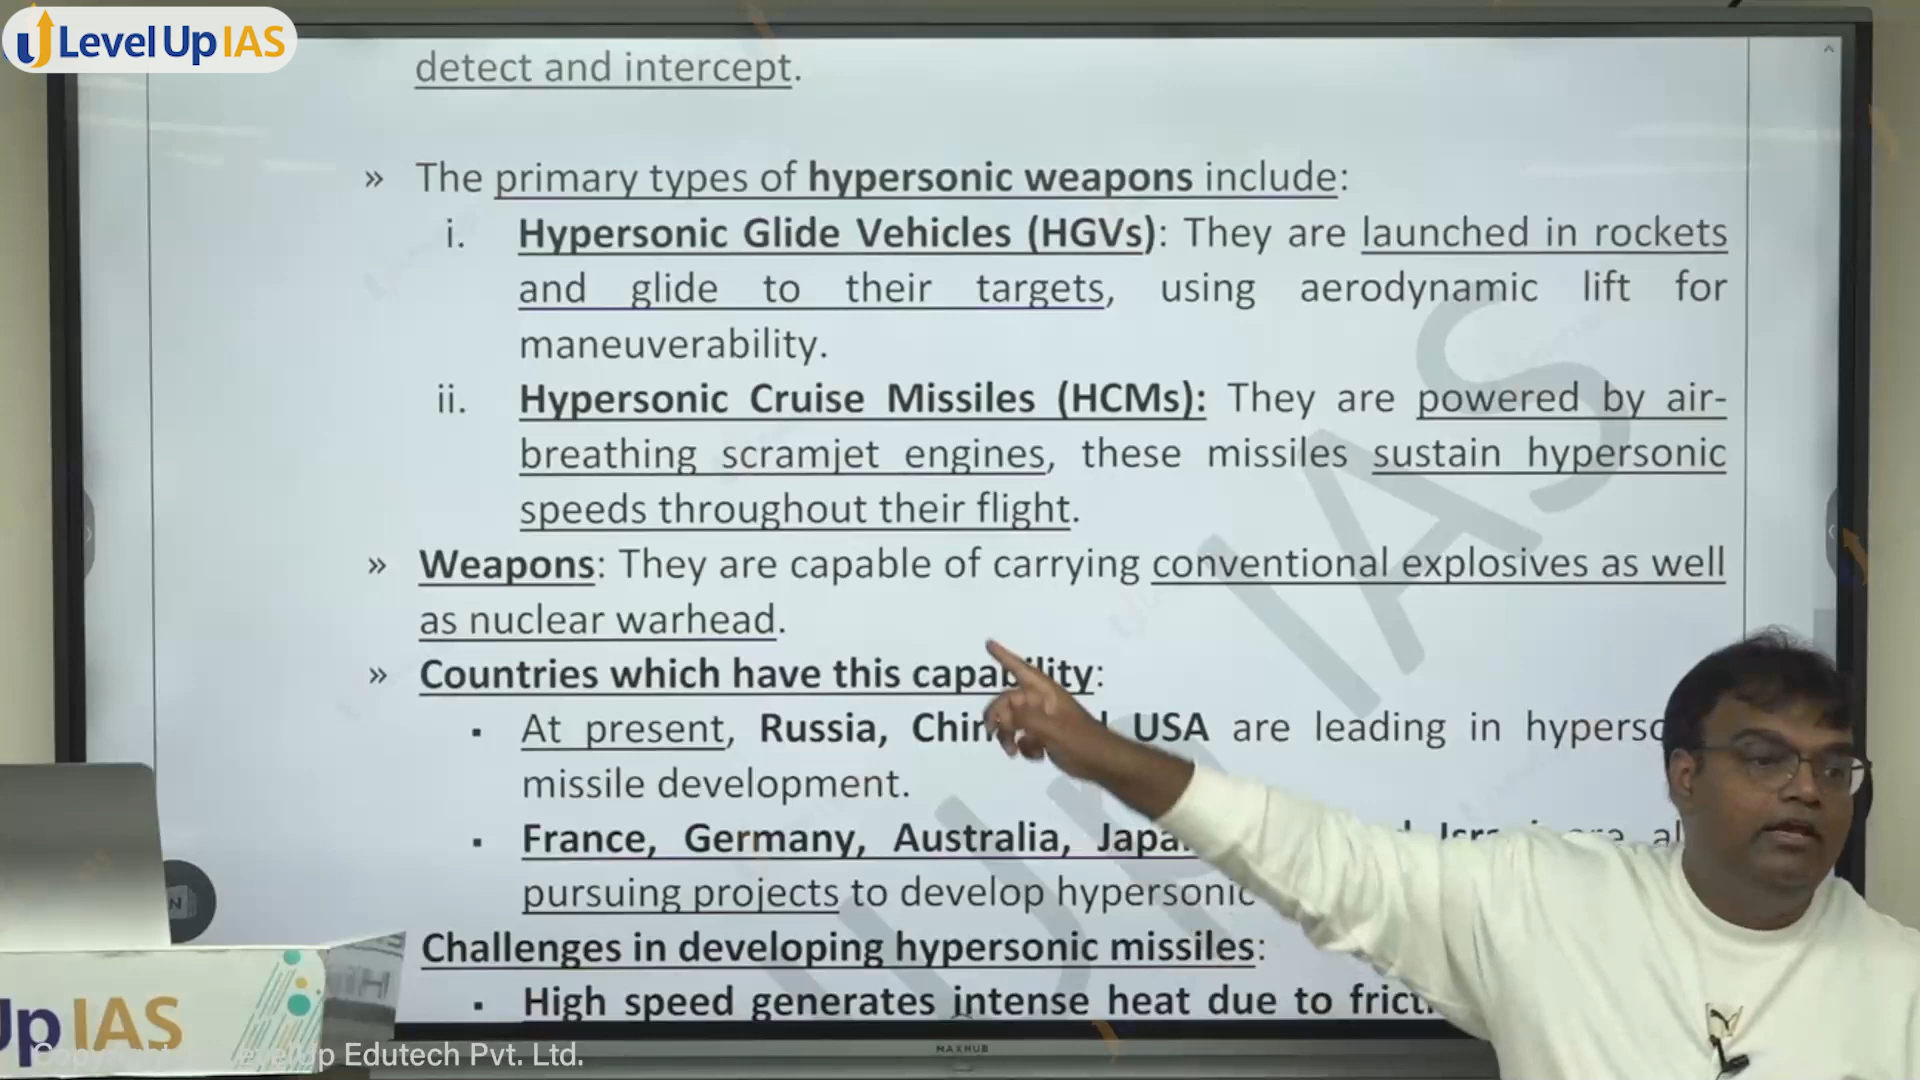 Level Up IAS
detect and intercept.
» The primary types of hypersonic weapons include:
i. Hypersonic Glide Vehicles (HGVs): They are launched in rockets
and glide to their targets, using aerodynamic lift for
maneuverability.
ii. Hypersonic Cruise Missiles (HCMs): They are powered by air-
breathing scramjet engines, these missiles sustain hypersonic
speeds throughout their flight.
» Weapons: They are capable of carrying conventional explosives as well
as nuclear warhead.
» Countries which have this capability:
▪ At present, Russia, USA are leading in
missile development.
▪ France, Germany, Australia,
pursuing projects to develop hypersonic
Challenges in developing hypersonic missiles:
▪ High speed generates intense heat due to
Up IAS
Edutech Pvt. Ltd.
MAXHUB